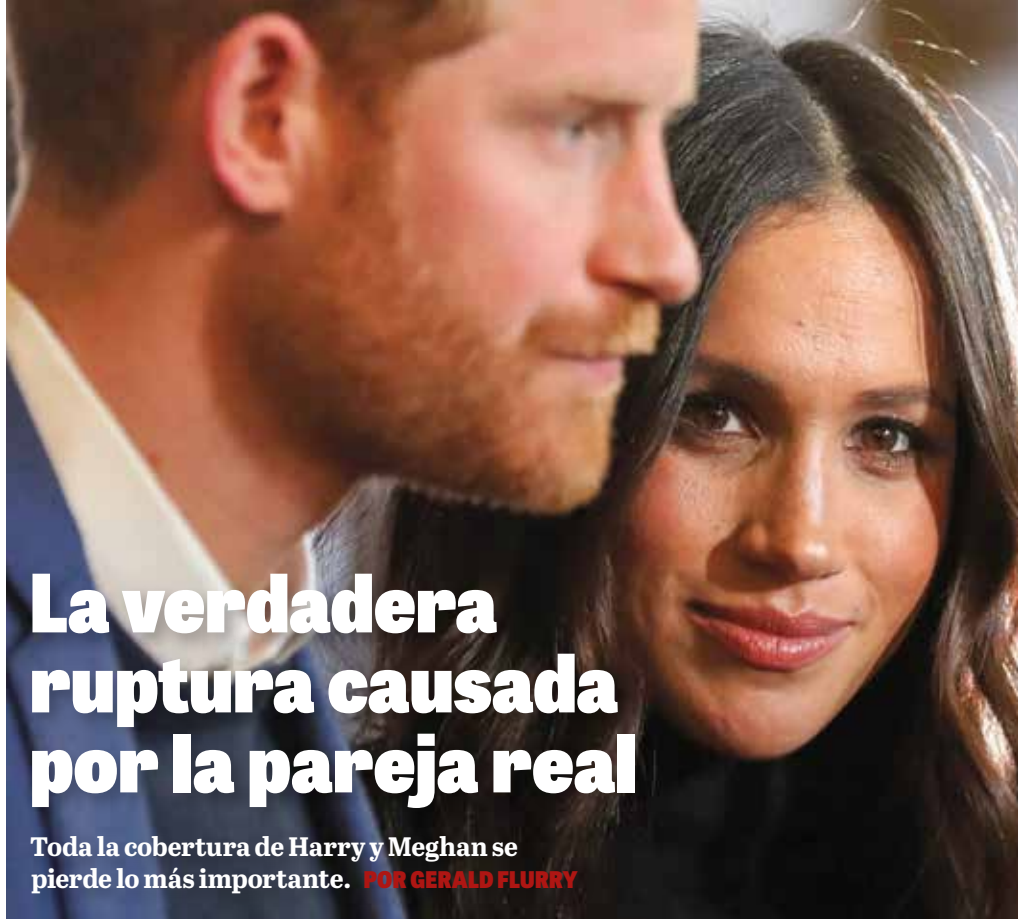 La verdadera
ruptura causada
por la pareja real
Toda la cobertura de Harry y Meghan se
pierde lo más importante. POR GERALD FLURRY